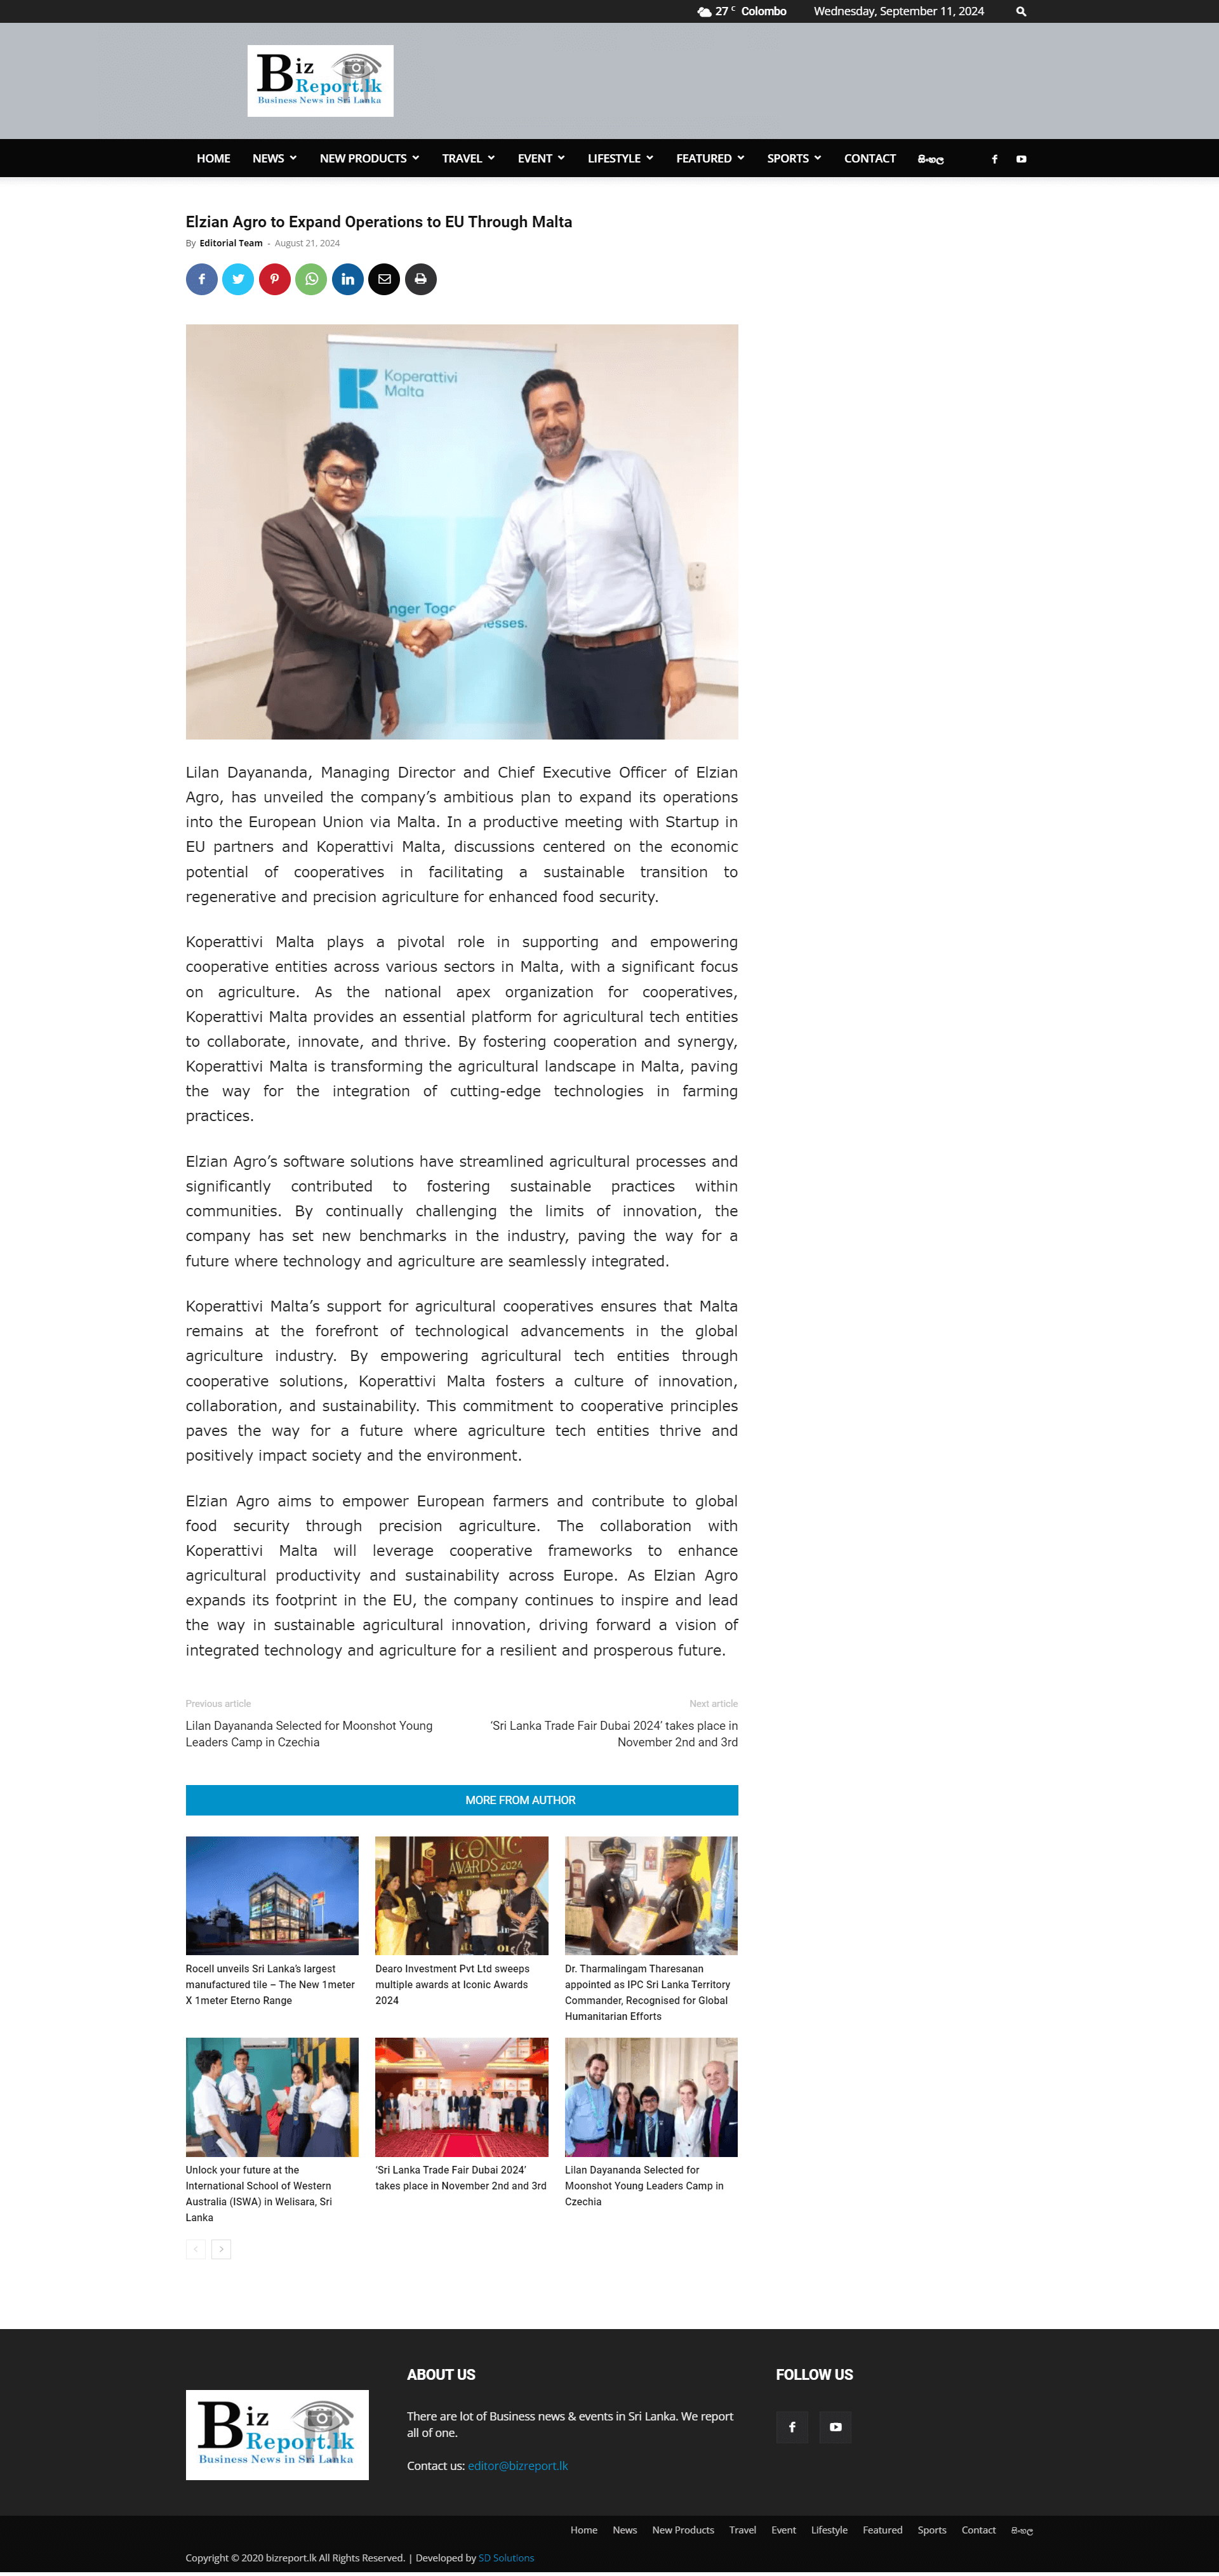 27 C Colombo Wednesday, September 11, 2024
Biz
Report.lk
Business News in Sri Lanka
HOME NEWS NEW PRODUCTS TRAVEL EVENT LIFESTYLE FEATURED SPORTS CONTACT සිංහල
Elzian Agro to Expand Operations to EU Through Malta
By Editorial Team - August 21, 2024
Koperattivi
Malta
Lilan Dayananda, Managing Director and Chief Executive Officer of Elzian
Agro, has unveiled the company’s ambitious plan to expand its operations
into the European Union via Malta. In a productive meeting with Startup in
EU partners and Koperattivi Malta, discussions centered on the economic
potential of cooperatives in facilitating a sustainable transition to
regenerative and precision agriculture for enhanced food security.
Koperattivi Malta plays a pivotal role in supporting and empowering
cooperative entities across various sectors in Malta, with a significant focus
on agriculture. As the national apex organization for cooperatives,
Koperattivi Malta provides an essential platform for agricultural tech entities
to collaborate, innovate, and thrive. By fostering cooperation and synergy,
Koperattivi Malta is transforming the agricultural landscape in Malta, paving
the way for the integration of cutting-edge technologies in farming
practices.
Elzian Agro’s software solutions have streamlined agricultural processes and
significantly contributed to fostering sustainable practices within
communities. By continually challenging the limits of innovation, the
company has set new benchmarks in the industry, paving the way for a
future where technology and agriculture are seamlessly integrated.
Koperattivi Malta’s support for agricultural cooperatives ensures that Malta
remains at the forefront of technological advancements in the global
agriculture industry. By empowering agricultural tech entities through
cooperative solutions, Koperattivi Malta fosters a culture of innovation,
collaboration, and sustainability. This commitment to cooperative principles
paves the way for a future where agriculture tech entities thrive and
positively impact society and the environment.
Elzian Agro aims to empower European farmers and contribute to global
food security through precision agriculture. The collaboration with
Koperattivi Malta will leverage cooperative frameworks to enhance
agricultural productivity and sustainability across Europe. As Elzian Agro
expands its footprint in the EU, the company continues to inspire and lead
the way in sustainable agricultural innovation, driving forward a vision of
integrated technology and agriculture for a resilient and prosperous future.
Previous article Next article
Lilan Dayananda Selected for Moonshot Young
Leaders Camp in Czechia
‘Sri Lanka Trade Fair Dubai 2024’ takes place in
November 2nd and 3rd
MORE FROM AUTHOR
ICONIC
AWARDS 2024
Rocell unveils Sri Lanka’s largest
manufactured tile – The New 1meter
X 1meter Eterno Range
Dearo Investment Pvt Ltd sweeps
multiple awards at Iconic Awards
2024
Dr. Tharmalingam Tharesanan
appointed as IPC Sri Lanka Territory
Commander, Recognised for Global
Humanitarian Efforts
Unlock your future at the
International School of Western
Australia (ISWA) in Welisara, Sri
Lanka
‘Sri Lanka Trade Fair Dubai 2024’
takes place in November 2nd and 3rd
Lilan Dayananda Selected for
Moonshot Young Leaders Camp in
Czechia
Biz
Report.lk
Business News in Sri Lanka
ABOUT US
There are lot of Business news & events in Sri Lanka. We report
all of one.
Contact us: editor@bizreport.lk
FOLLOW US
Home News New Products Travel Event Lifestyle Featured Sports Contact සිංහල
Copyright © 2020 bizreport.lk All Rights Reserved. | Developed by SD Solutions